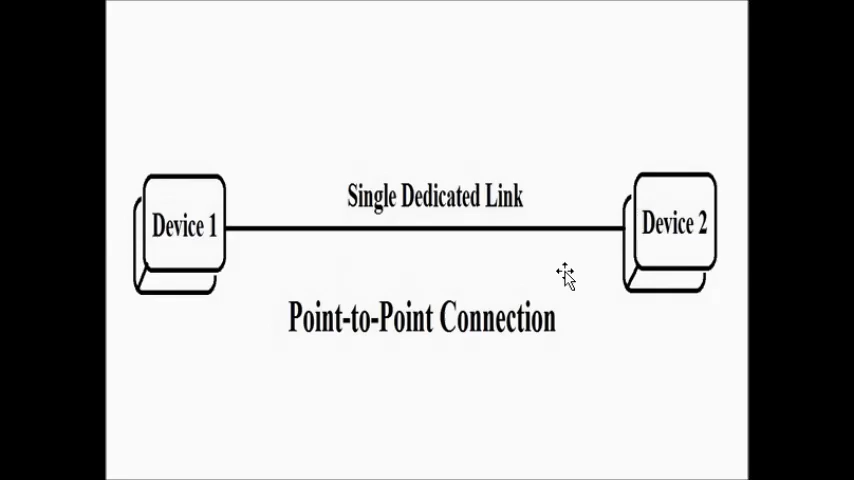 Single Dedicated Link
Device 1
Device 2
Point-to-Point Connection